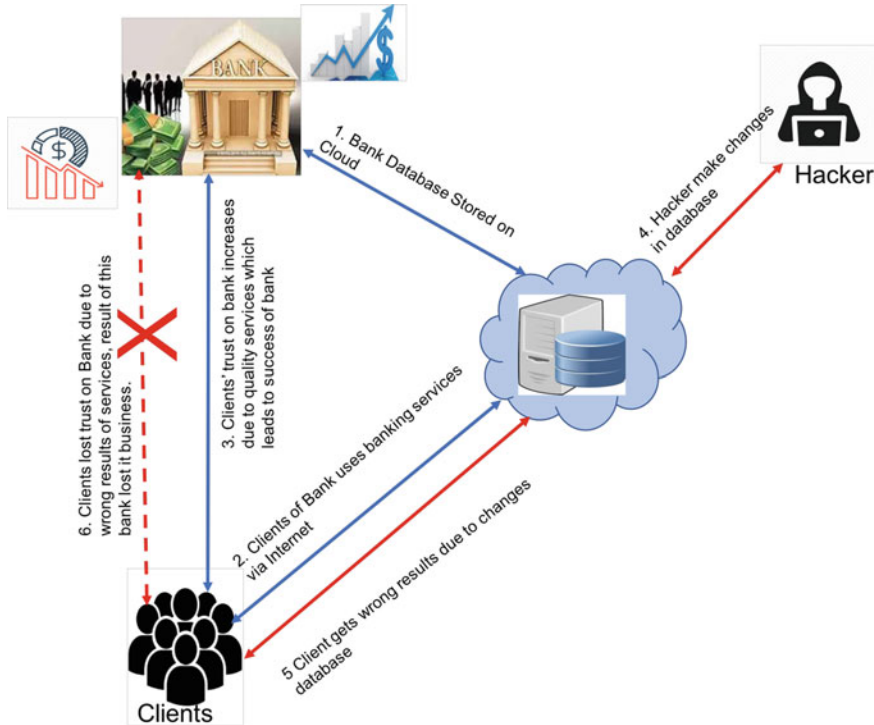 BANK
$
$
1. Bank Database Stored on
Cloud
Hacker
4. Hacker make changes
in database
3. Clients' trust on bank increases
due to quality services which
leads to success of bank
6. Clients lost trust on Bank due to
wrong results of services, result of this
bank lost it business.
2. Clients of Bank uses banking services
via Internet
5 Client gets wrong results due to changes
database
Clients